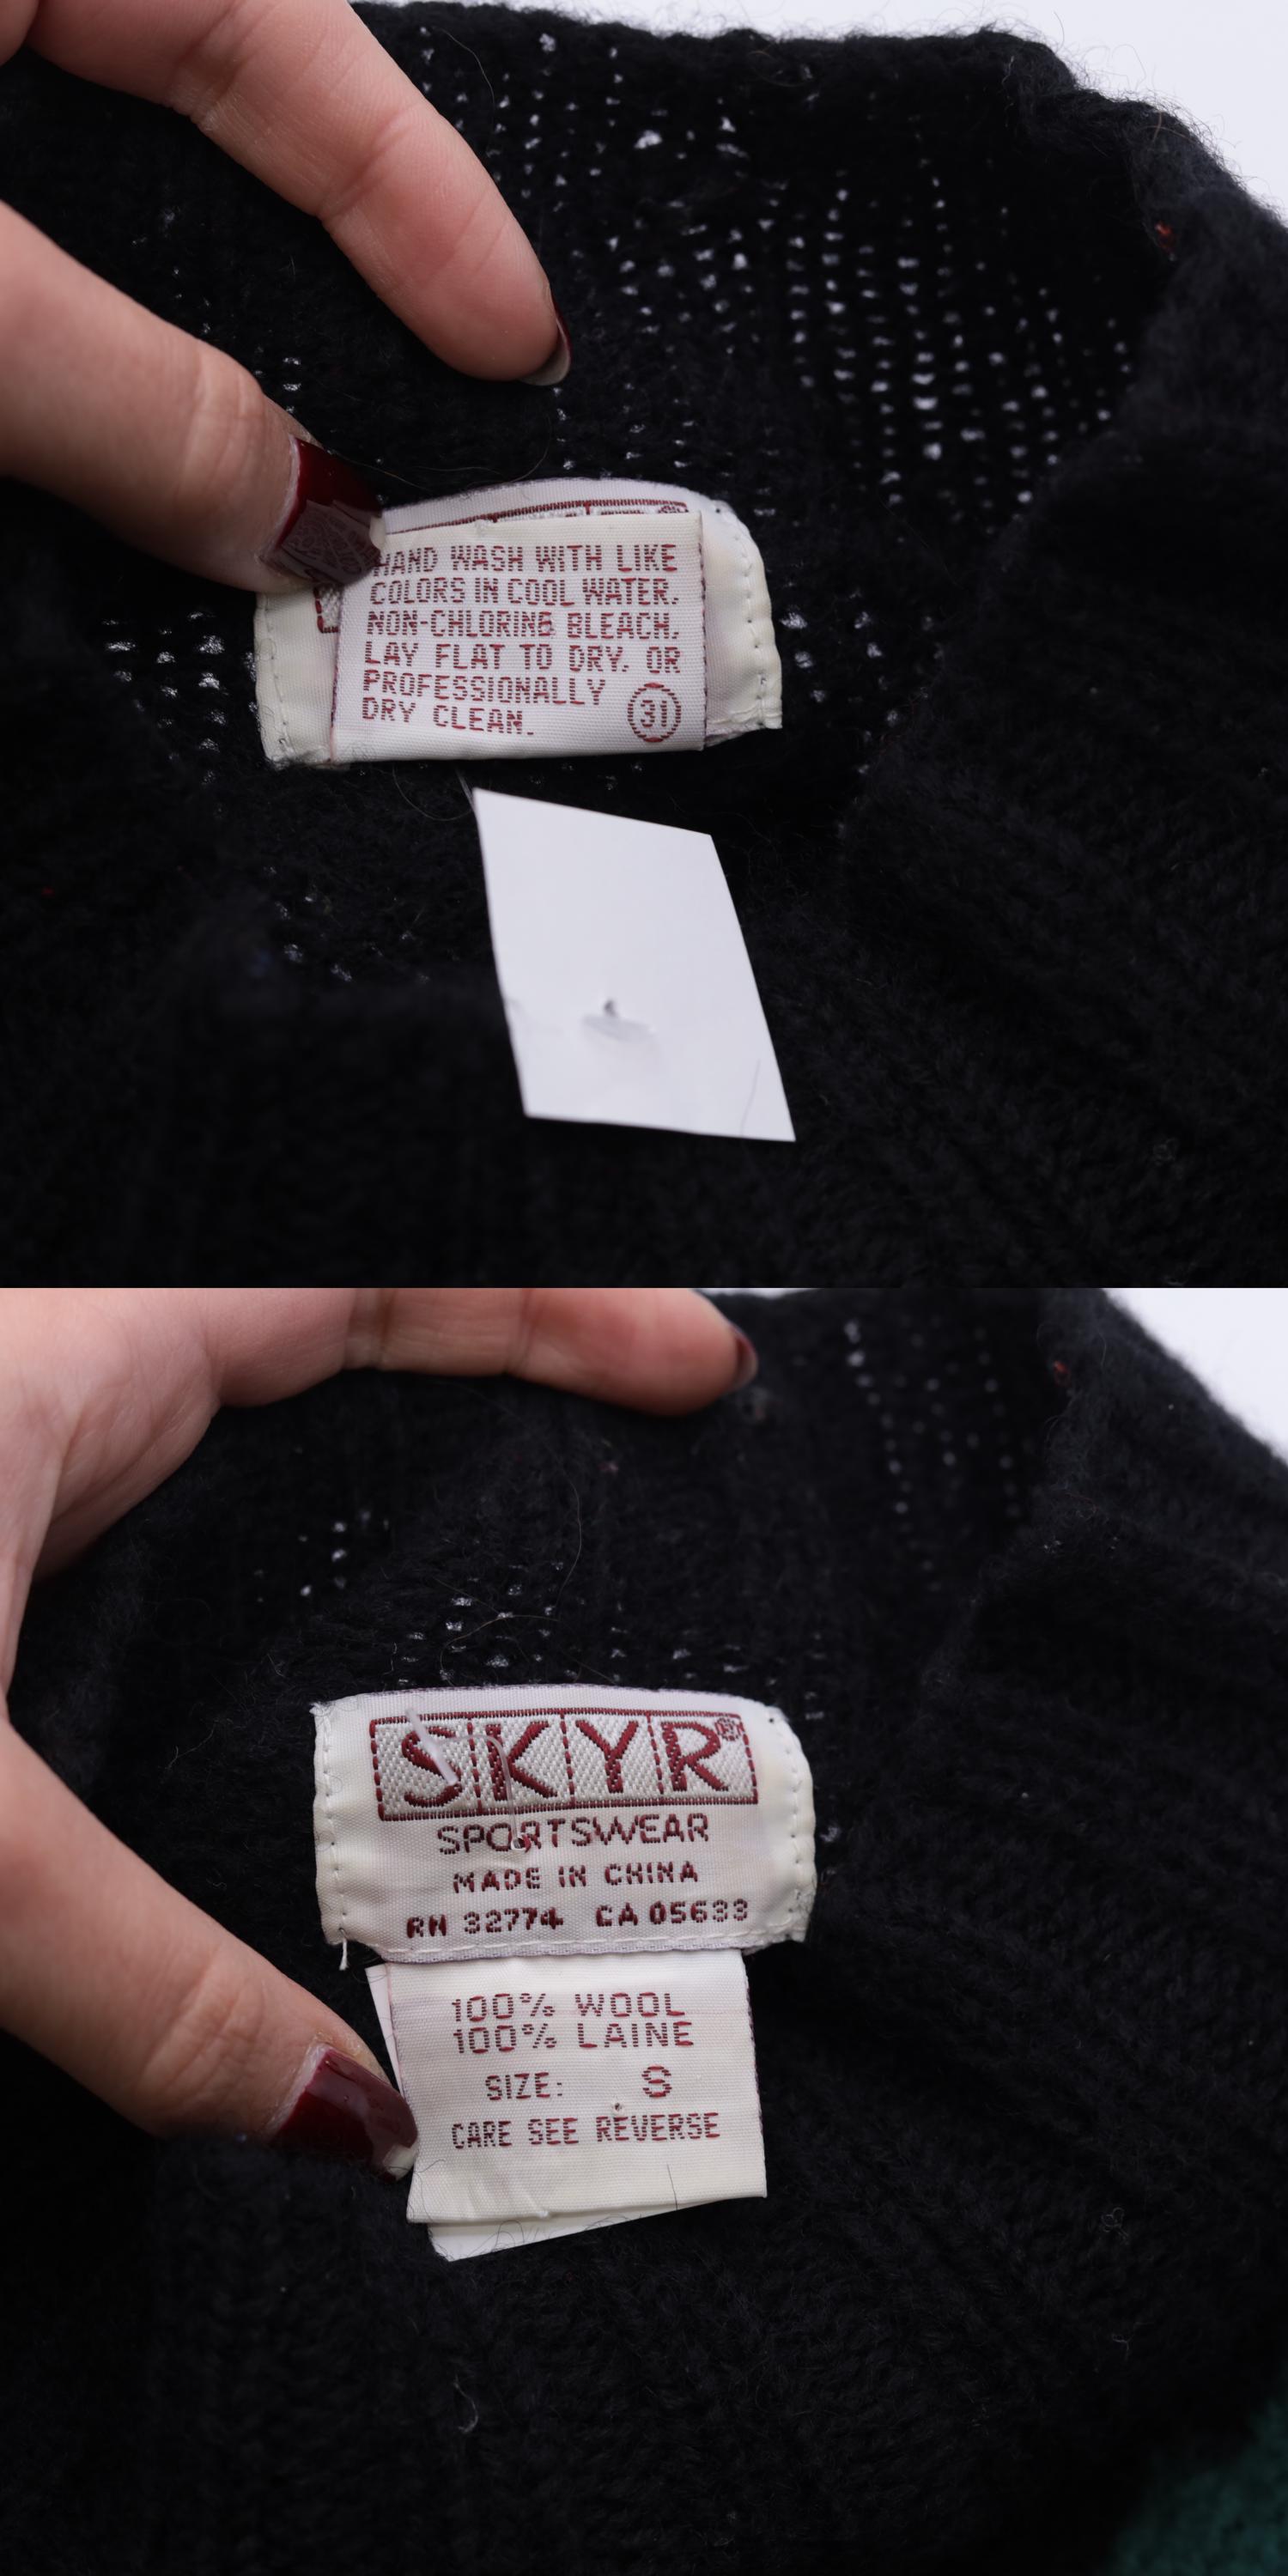 HAND WASH WITH LIKE
COLORS IN COOL WATER.
NON-CHLORINE BLEACH.
LAY FLAT TO DRY. OR
PROFESSIONALLY
DRY CLEAN.
31
SKYR®
SPORTSWEAR
MADE IN CHINA
RN 32774 CA 05633
100% WOOL
100% LAINE
SIZE: S
CARE SEE REVERSE